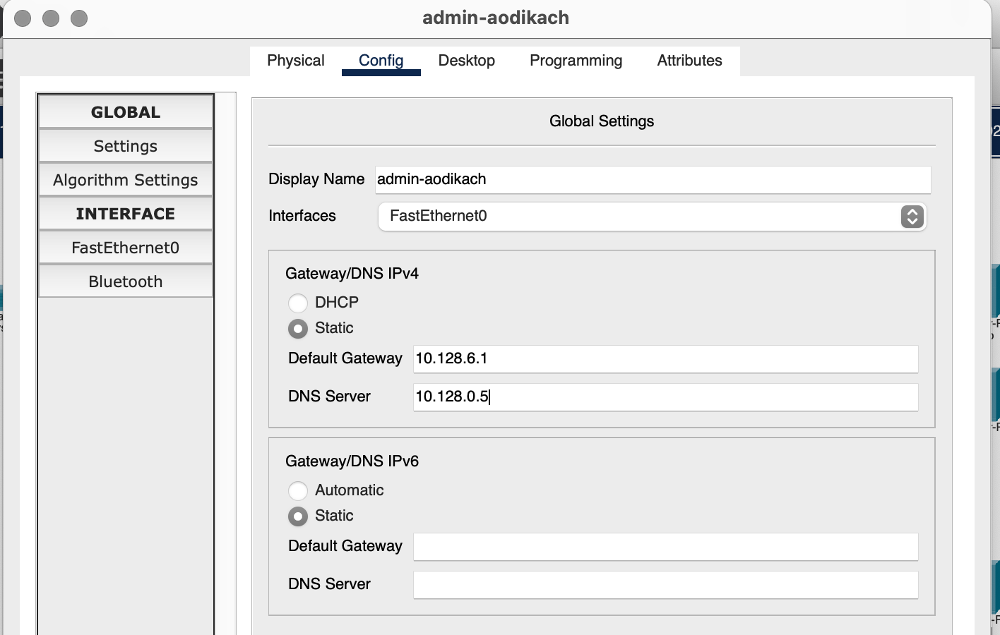 admin-aodikach
Physical Config Desktop Programming Attributes
GLOBAL
Settings
Algorithm Settings
INTERFACE
FastEthernet0
Bluetooth
Global Settings
Display Name admin-aodikach
Interfaces FastEthernet0
Gateway/DNS IPv4
DHCP
Static
Default Gateway 10.128.6.1
DNS Server 10.128.0.5
Gateway/DNS IPv6
Automatic
Static
Default Gateway
DNS Server